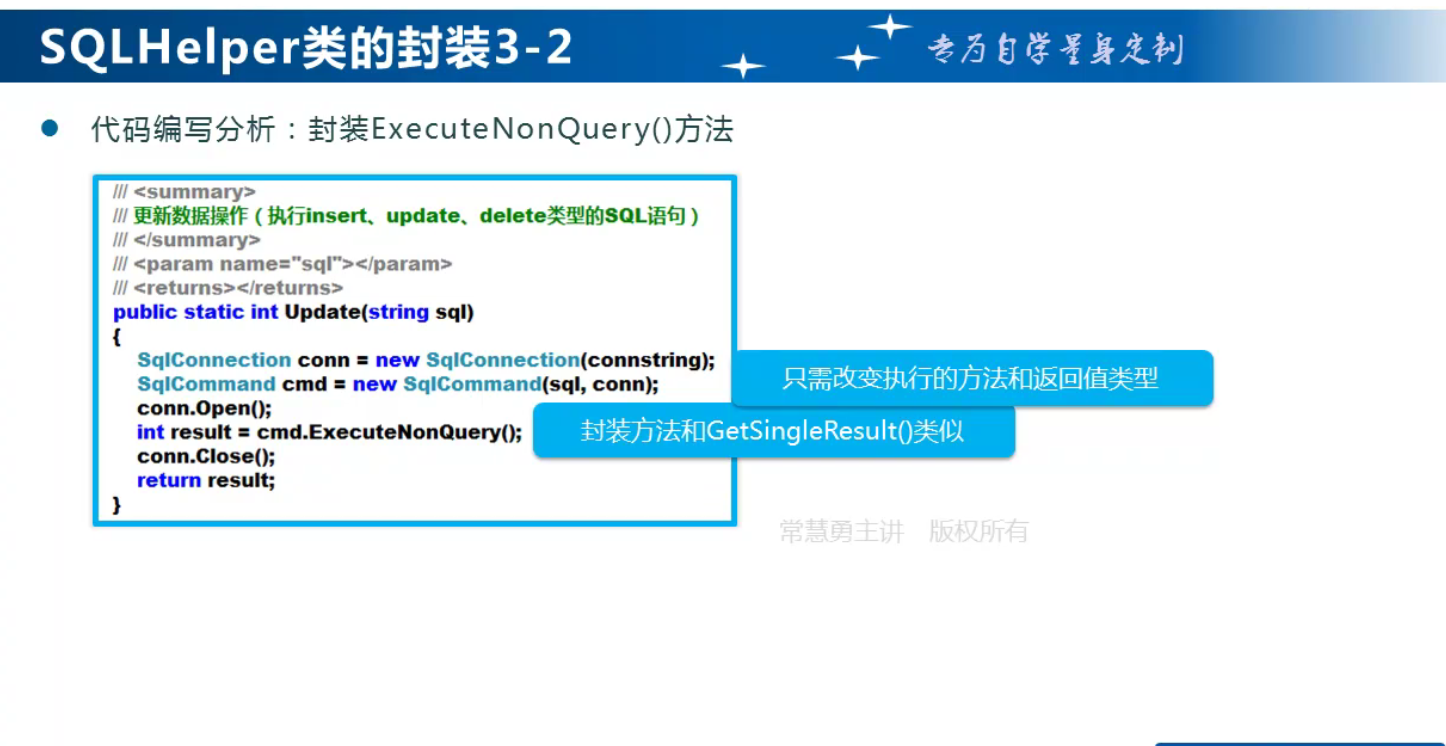 SQLHelper类的封装3-2
专为自学量身定制
代码编写分析：封装ExecuteNonQuery()方法
/// <summary>
/// 更新数据操作（执行insert、update、delete类型的SQL语句）
/// </summary>
/// <param name="sql"></param>
/// <returns></returns>
public static int Update(string sql)
{
SqlConnection conn = new SqlConnection(connstring);
SqlCommand cmd = new SqlCommand(sql, conn);
只需改变执行的方法和返回值类型
conn.Open();
int result = cmd.ExecuteNonQuery();
封装方法和GetSingleResult()类似
conn.Close();
return result;
}
常慧勇主讲 版权所有